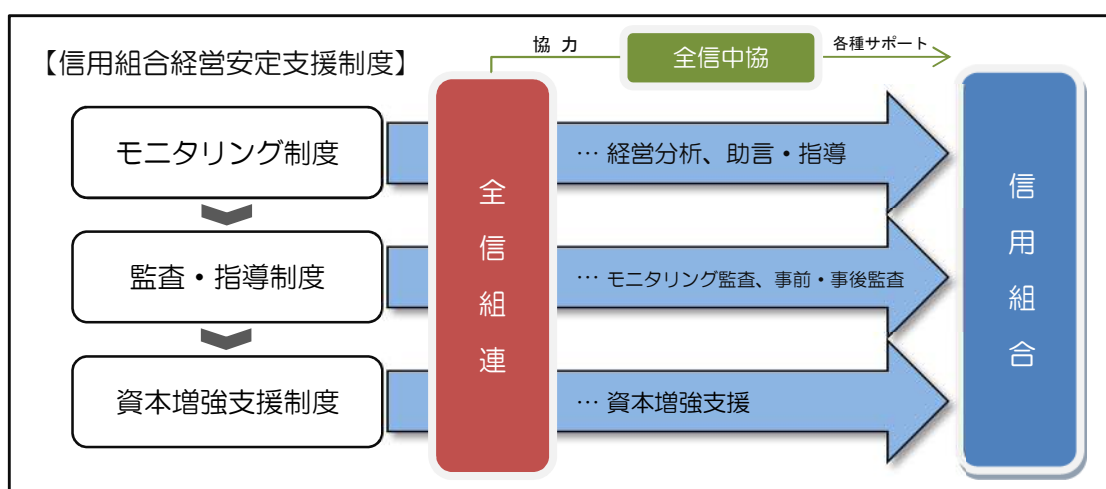 【信用組合経営安定支援制度】
協 力
全信中協
各種サポート
モニタリング制度
… 経営分析、助言・指導
監査・指導制度
… モニタリング監査、事前・事後監査
資本増強支援制度
… 資本増強支援
全信組連
信用組合